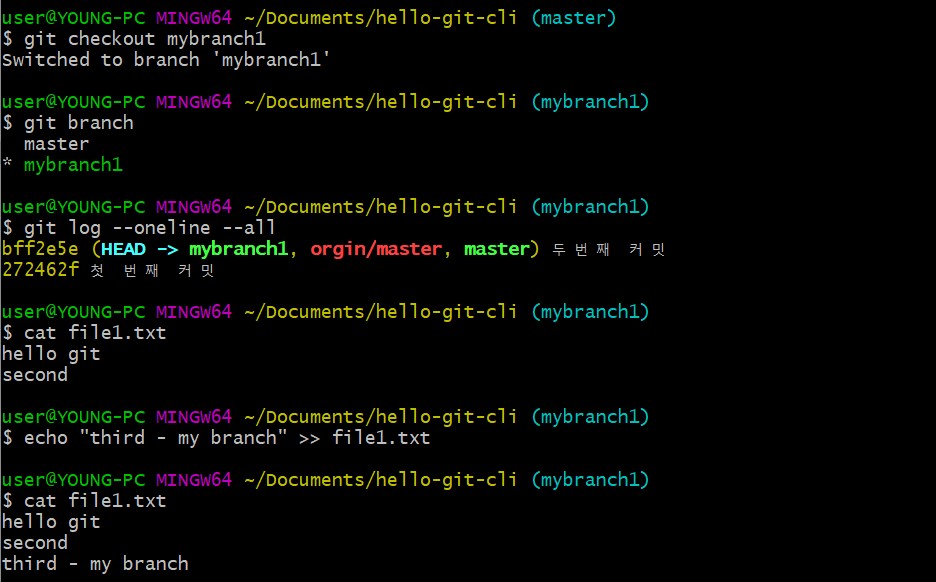 user@YOUNG-PC MINGW64 ~/Documents/hello-git-cli (master)
$ git checkout mybranch1
Switched to branch 'mybranch1'
user@YOUNG-PC MINGW64 ~/Documents/hello-git-cli (mybranch1)
$ git branch
  master
* mybranch1
user@YOUNG-PC MINGW64 ~/Documents/hello-git-cli (mybranch1)
$ git log --oneline --all
bff2e5e (HEAD -> mybranch1, orgin/master, master) 두번째 커밋
272462f 첫 번째 커밋
user@YOUNG-PC MINGW64 ~/Documents/hello-git-cli (mybranch1)
$ cat file1.txt
hello git
second
user@YOUNG-PC MINGW64 ~/Documents/hello-git-cli (mybranch1)
$ echo "third - my branch" >> file1.txt
user@YOUNG-PC MINGW64 ~/Documents/hello-git-cli (mybranch1)
$ cat file1.txt
hello git
second
third - my branch